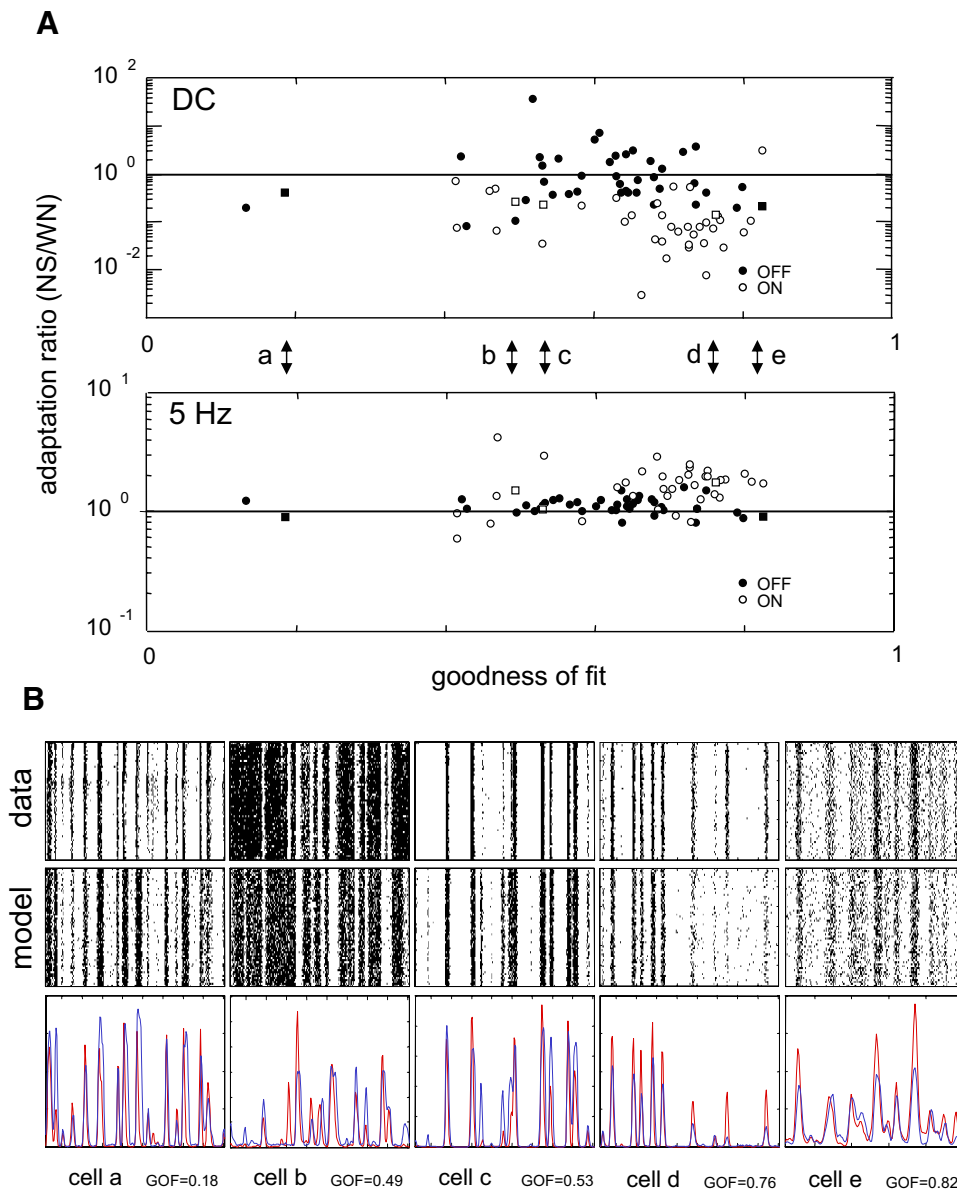 A
adaptation ratio (NS/WN)
10 2
10 0
10 -2
DC
OFF
ON
0
1
a
b
c
d
e
10 1
10 0
10 -1
5 Hz
OFF
ON
0
1
goodness of fit
B
data
model
cell a GOF=0.18
cell b GOF=0.49
cell c GOF=0.53
cell d GOF=0.76
cell e GOF=0.82